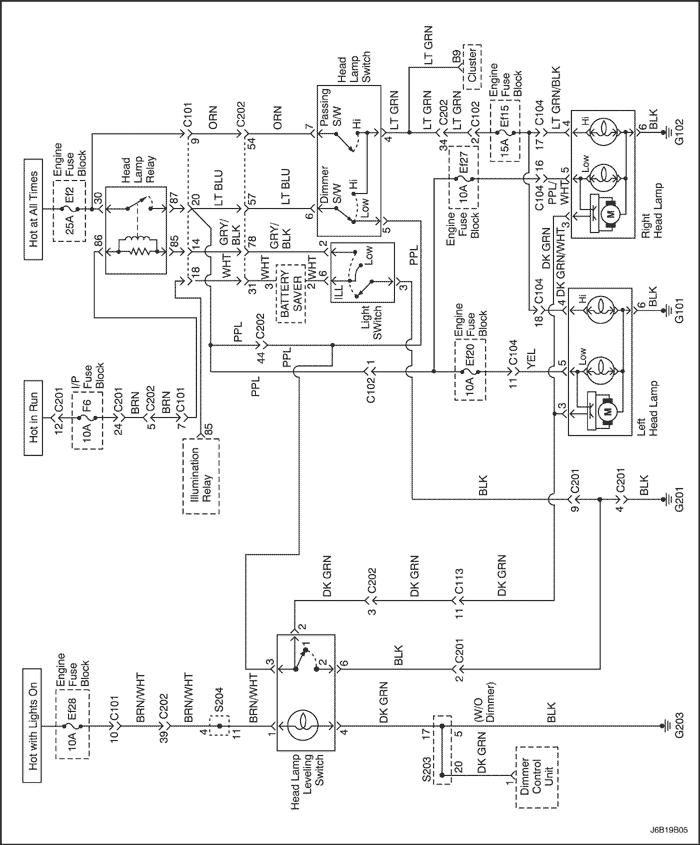 Hot at All Times
Engine
Fuse
Block
25A
Ef2
Head
Lamp
Relay
30
86
87
85
C101
9
20
14
18
ORN
LT BLU
GRY/
BLK
WHT
C202
54
57
78
31
ORN
LT BLU
GRY/
BLK
WHT
3
BATTERY
SAVER
2
WHT
7
6
2
6
Passing
S/W
Dimmer
S/W
Hi
Hi
Low
Head
Lamp
Switch
4
5
Low
ILL
Light
SWitch
3
PPL
LT GRN
LT GRN
B9
Cluster
C202
34
LT GRN
C102
2
Engine
Fuse
Block
Ef15
15A
C104
17
LT GRN/BLK
4
Hi
Low
5
3
M
6
BLK
G102
Right
Head Lamp
Engine
Fuse
Block
Ef27
10A
16
C104
PPL/
WHT
DK GRN
DK GRN/WHT
C104
18
4
Hi
Low
5
3
M
6
BLK
G101
Left
Head Lamp
Engine
Fuse
Block
Ef20
10A
C104
11
YEL
PPL
C202
44
PPL
PPL
1
C102
Hot in Run
C201
12
I/P
Fuse
Block
F6
10A
C201
24
BRN
C202
5
BRN
C101
7
85
Illumination
Relay
BLK
C201
9
C201
4
BLK
G201
DK GRN
C202
3
DK GRN
C113
11
DK GRN
2
3
1
2
6
BLK
C201
2
Hot with Lights On
Engine
Fuse
Block
Ef28
10A
C101
10
BRN/WHT
C202
39
BRN/WHT
S204
4
11
BRN/WHT
1
4
Head Lamp
Leveling
Switch
DK GRN
17
S203
5
(W/O
Dimmer)
20
DK GRN
1
Dimmer
Control
Unit
BLK
G203
J6B19B05